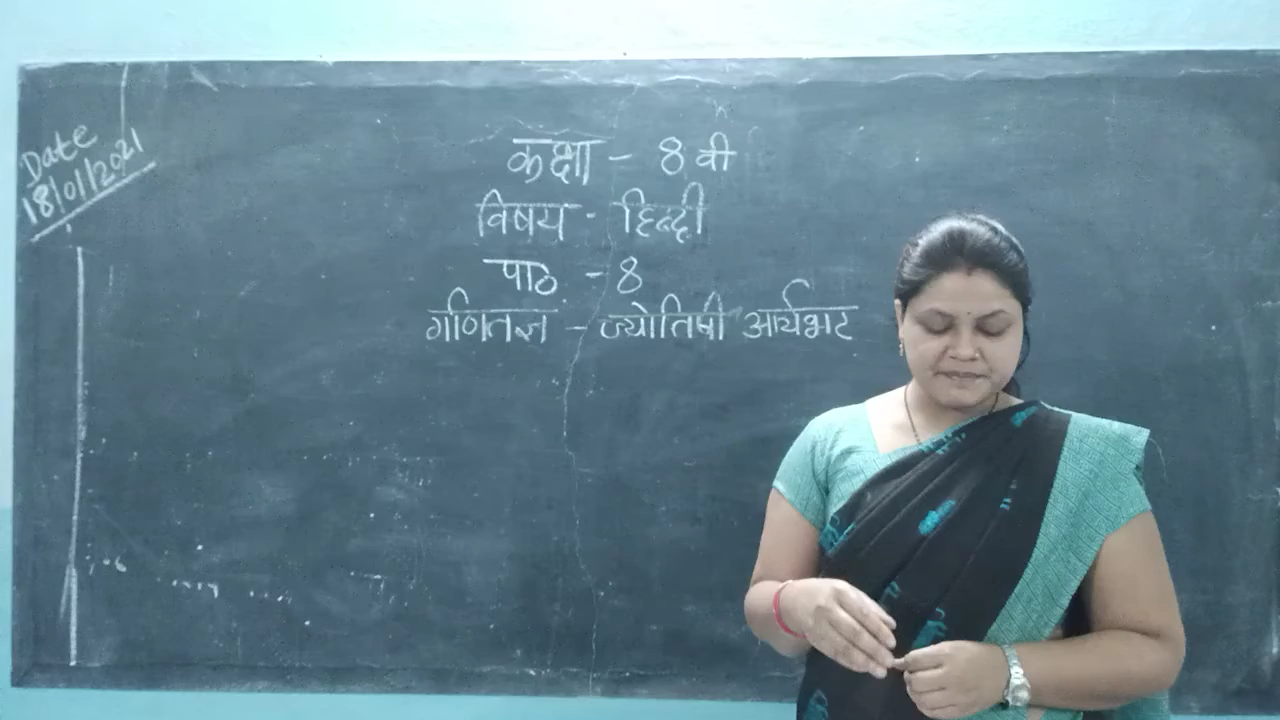 Date
18/01/2021
कक्षा - 8 वी
विषय - हिन्दी
पाठ - 8
गणितज्ञ - ज्योतिषी आर्यभट